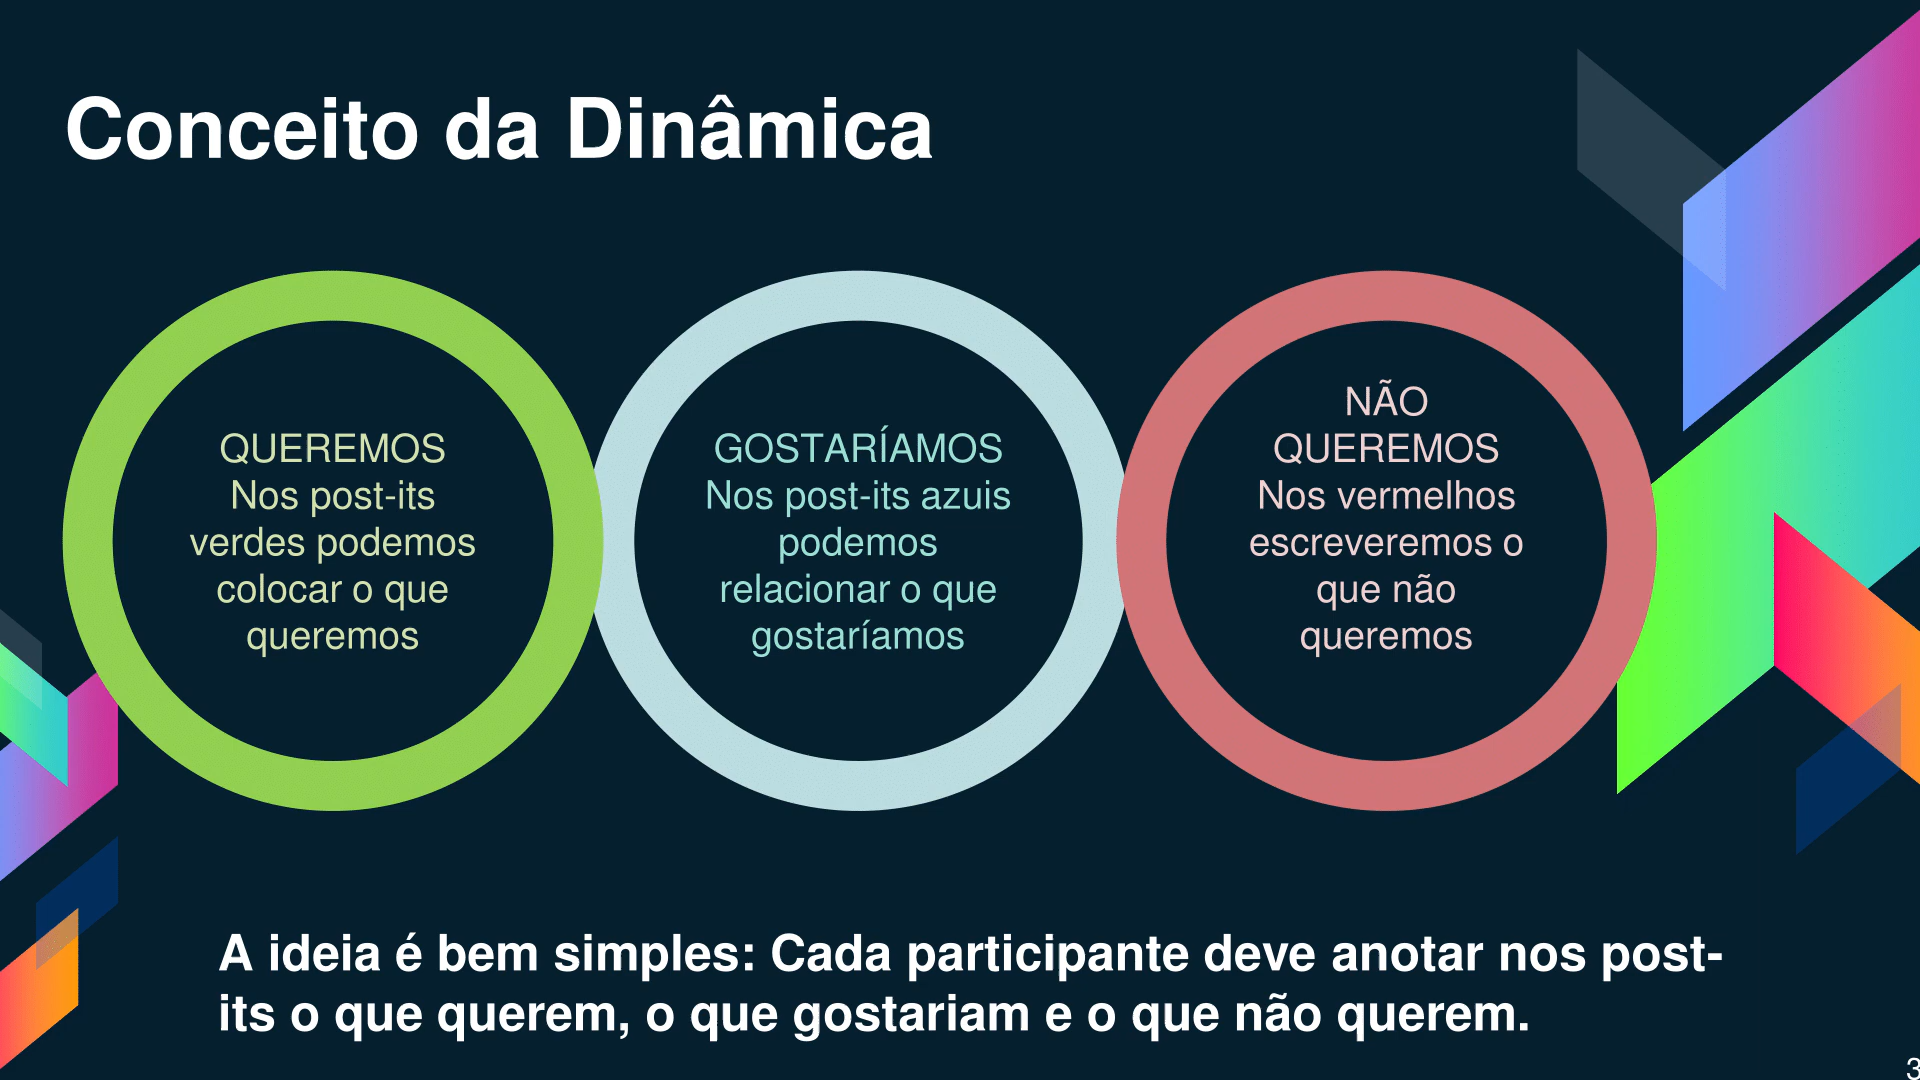 Conceito da Dinâmica
QUEREMOS
Nos post-its
verdes podemos
colocar o que
queremos
GOSTARÍAMOS
Nos post-its azuis
podemos
relacionar o que
gostaríamos
NÃO
QUEREMOS
Nos vermelhos
escreveremos o
que não
queremos
A ideia é bem simples: Cada participante deve anotar nos post-
its o que querem, o que gostariam e o que não querem.
3